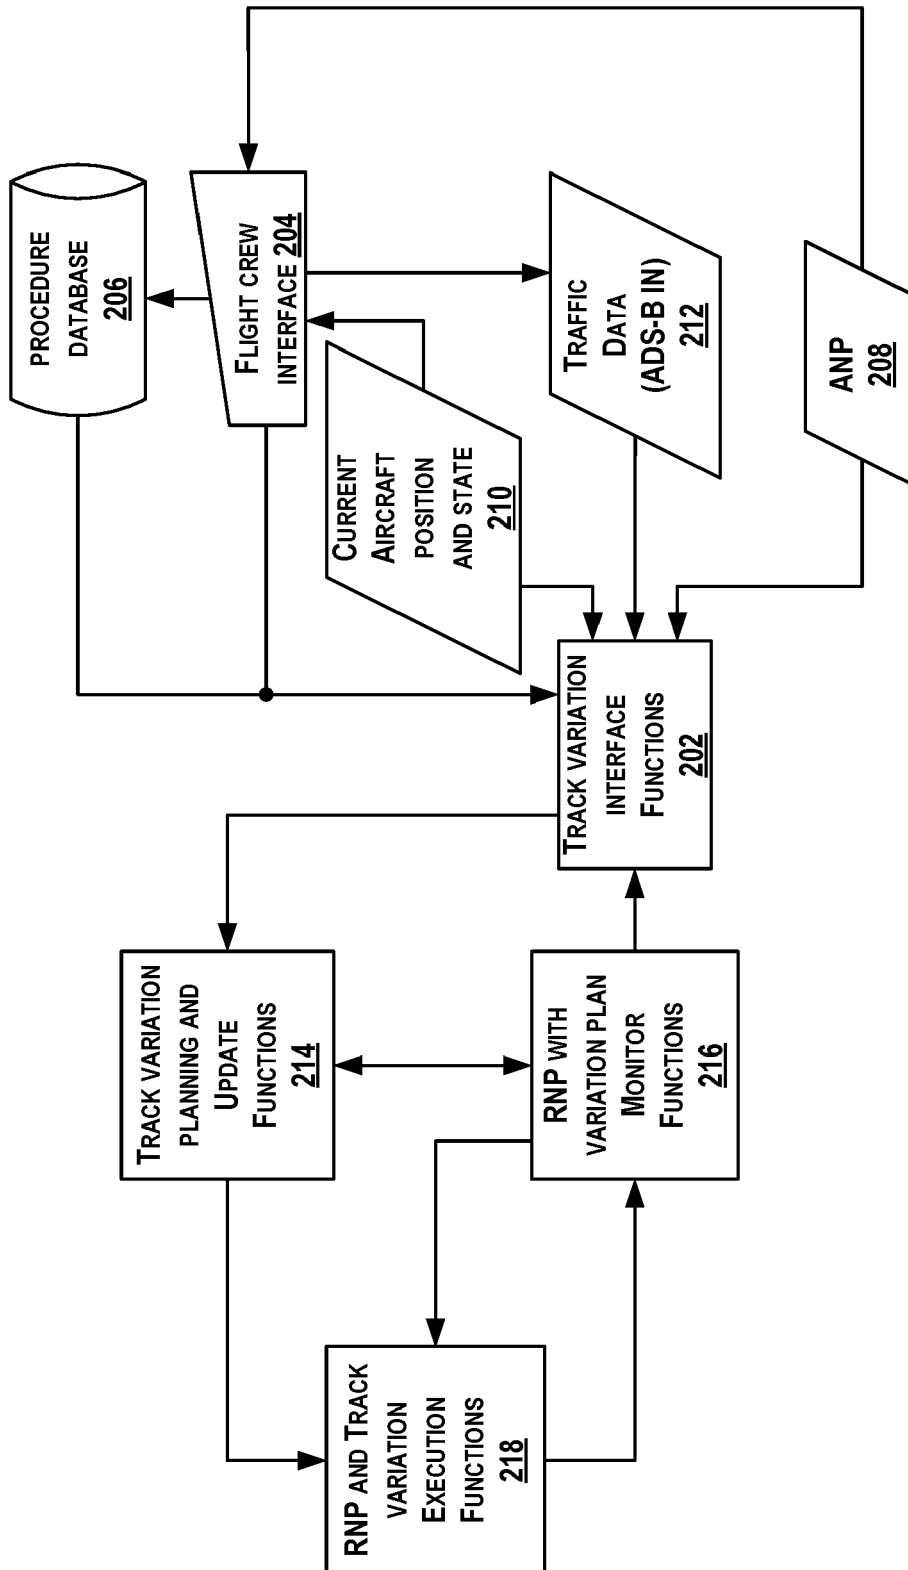 PROCEDURE
DATABASE
206
FLIGHT CREW
INTERFACE 204
CURRENT
AIRCRAFT
POSITION
AND STATE
210
TRAFFIC
DATA
(ADS-B IN)
212
ANP
208
TRACK VARIATION
INTERFACE
FUNCTIONS
202
TRACK VARIATION
PLANNING AND
UPDATE
FUNCTIONS
214
RNP WITH
VARIATION PLAN
MONITOR
FUNCTIONS
216
RNP AND TRACK
VARIATION
EXECUTION
FUNCTIONS
218